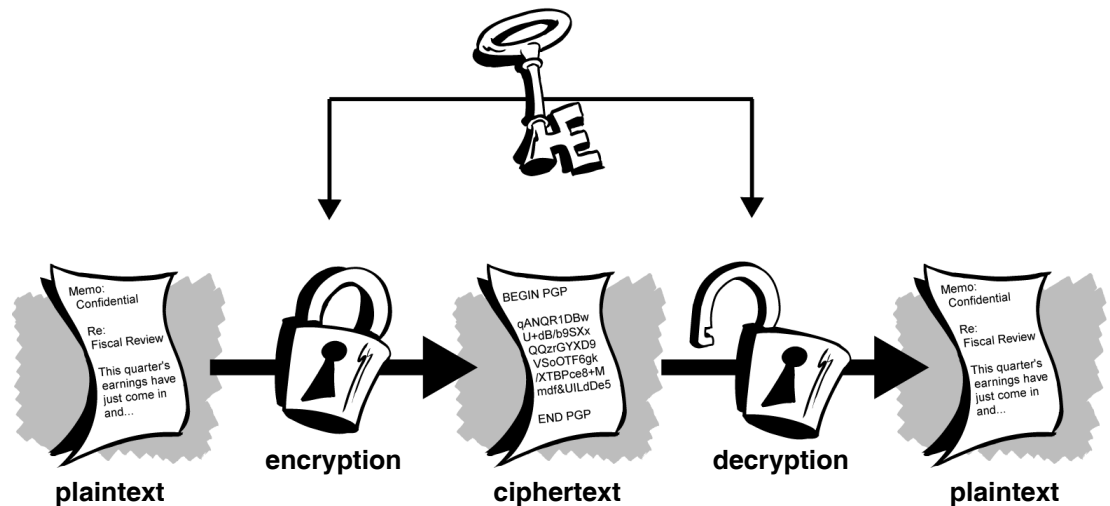 Memo:
Confidential
Re:
Fiscal Review
This quarter's
earnings have
just come in
and...
BEGIN PGP
qANQR1DBw
U+dB/b9SXx
QQzrGYXD9
VSoOTF6gk
/XTBPce8+M
mdf&UILdDe5
END PGP
Memo:
Confidential
Re:
Fiscal Review
This quarter's
earnings have
just come in
and...
encryption
decryption
plaintext
ciphertext
plaintext